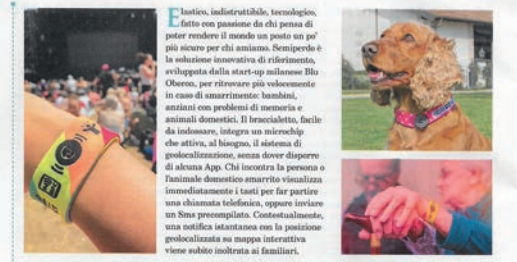 Elastico, indistruttibile, tecnologico,
fatto con passione da chi pensa di
poter rendere il mondo un posto un po'
più sicuro per chi amiamo. Semiperdo è
la soluzione innovativa di riferimento,
sviluppata dalla start-up milanese Blu
Oberon, per ritrovare più velocemente
in caso di smarrimento: bambini,
anziani con problemi di memoria e
animali domestici. Il braccialetto, facile
da indossare, integra un microchip
che attiva, al bisogno, il sistema di
geolocalizzazione, senza dover disporre
di alcuna App. Chi incontra la persona o
l'animale domestico smarrito visualizza
immediatamente i tasti per far partire
una chiamata telefonica, oppure inviare
un Sms precompilato. Contestualmente,
una notifica istantanea con la posizione
geolocalizzata su mappa interattiva
viene subito inoltrata ai familiari.